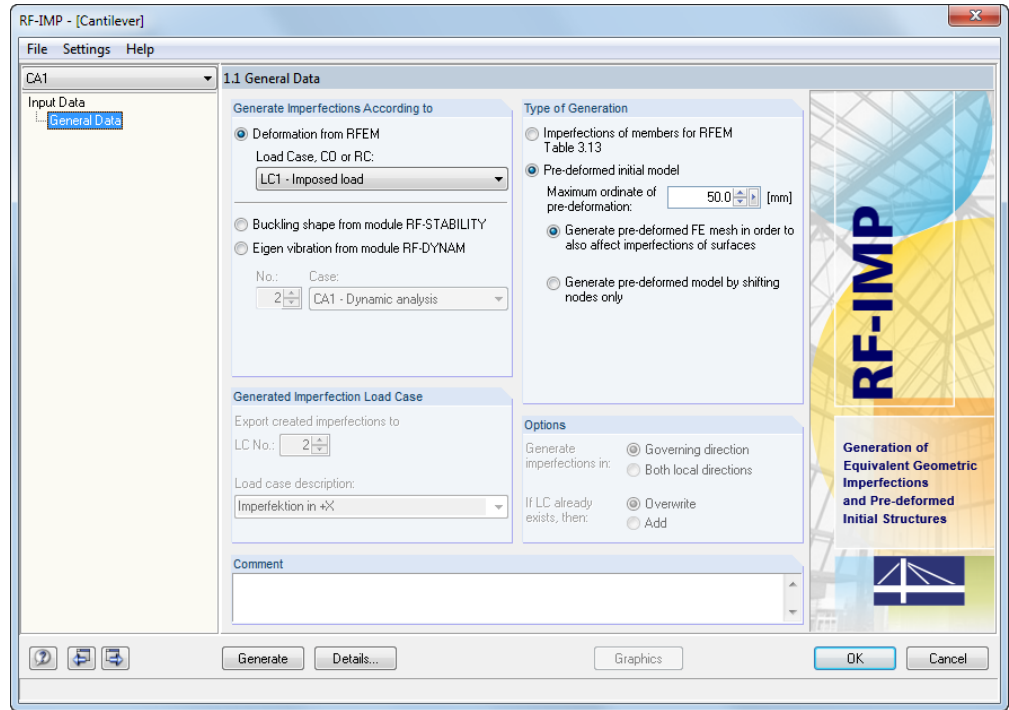 RF-IMP - [Cantilever]
File Settings Help
CA1
1.1 General Data
Input Data
General Data
Generate Imperfections According to
Deformation from RFEM
Load Case, CO or RC:
LC1 - Imposed load
Buckling shape from module RF-STABILITY
Eigen vibration from module RF-DYNAM
No.: Case:
2 CA1 - Dynamic analysis
Type of Generation
Imperfections of members for RFEM
Table 3.13
Pre-deformed initial model
Maximum ordinate of
pre-deformation:
50.0 [mm]
Generate pre-deformed FE mesh in order to
also affect imperfections of surfaces
Generate pre-deformed model by shifting
nodes only
Generated Imperfection Load Case
Export created imperfections to
LC No.: 2
Load case description:
Imperfektion in +X
Options
Generate
imperfections in:
Governing direction
Both local directions
If LC already
exists, then:
Overwrite
Add
Comment
RF-IMP
Generation of
Equivalent Geometric
Imperfections
and Pre-deformed
Initial Structures
Generate Details... Graphics OK Cancel